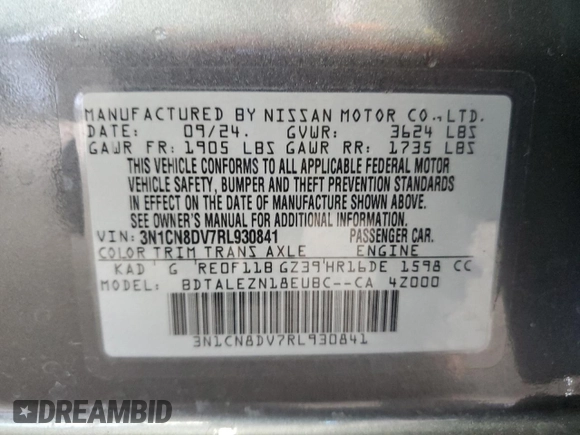 MANUFACTURED BY NISSAN MOTOR CO., LTD.
DATE: 09/24. GVWR: 3624 LBS
GAWR FR: 1905 LBS GAWR RR: 1735 LBS
THIS VEHICLE CONFORMS TO ALL APPLICABLE FEDERAL MOTOR
VEHICLE SAFETY, BUMPER AND THEFT PREVENTION STANDARDS
IN EFFECT ON THE DATE OF MANUFACTURE SHOWN ABOVE.
SEE OWNER'S MANUAL FOR ADDITIONAL INFORMATION.
VIN: 3N1CN8DV7RL930841 PASSENGER CAR.
COLOR TRIM TRANS AXLE ENGINE
KAD G RE0F11B GZ39 HR16DE 1598 CC
MODEL: BDTALEZN18EUBC--CA 4Z000
3N1CN8DV7RL930841
DREAMBID